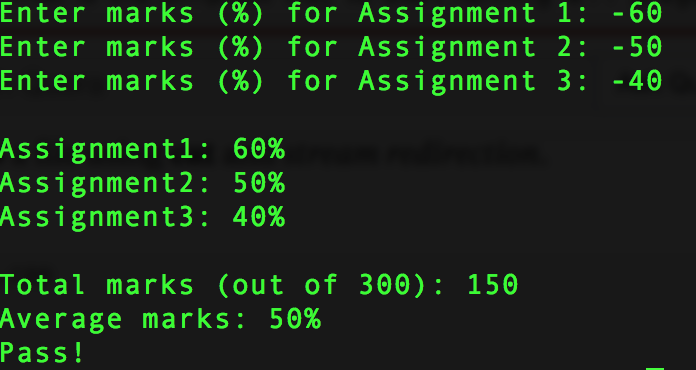 Enter marks (%) for Assignment 1: -60
Enter marks (%) for Assignment 2: -50
Enter marks (%) for Assignment 3: -40
Assignment1: 60%
Assignment2: 50%
Assignment3: 40%
Total marks (out of 300): 150
Average marks: 50%
Pass!